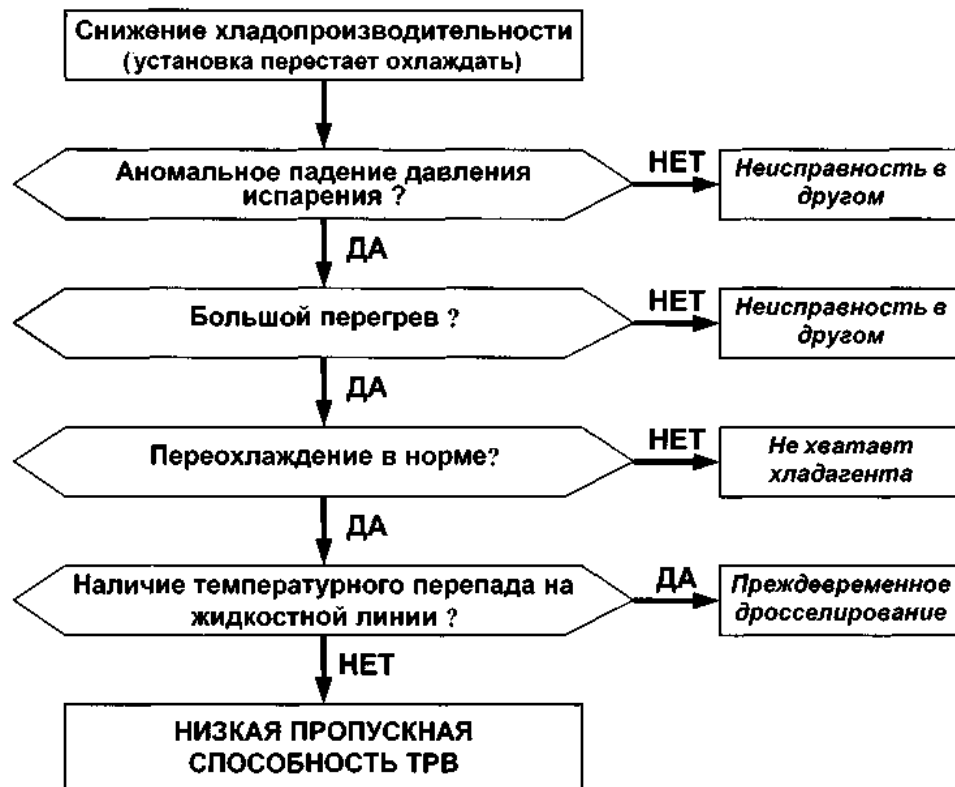 Снижение хладопроизводительности
(установка перестает охлаждать)
Аномальное падение давления
испарения ?
НЕТ
Неисправность в
другом
ДА
Большой перегрев ?
НЕТ
Неисправность в
другом
ДА
Переохлаждение в норме?
НЕТ
Не хватавт
хладагента
ДА
Наличие температурного перепада на
жидкостной линии ?
ДА
Преждевременное
дросселирование
НЕТ
НИЗКАЯ ПРОПУСКНАЯ
СПОСОБНОСТЬ ТРВ